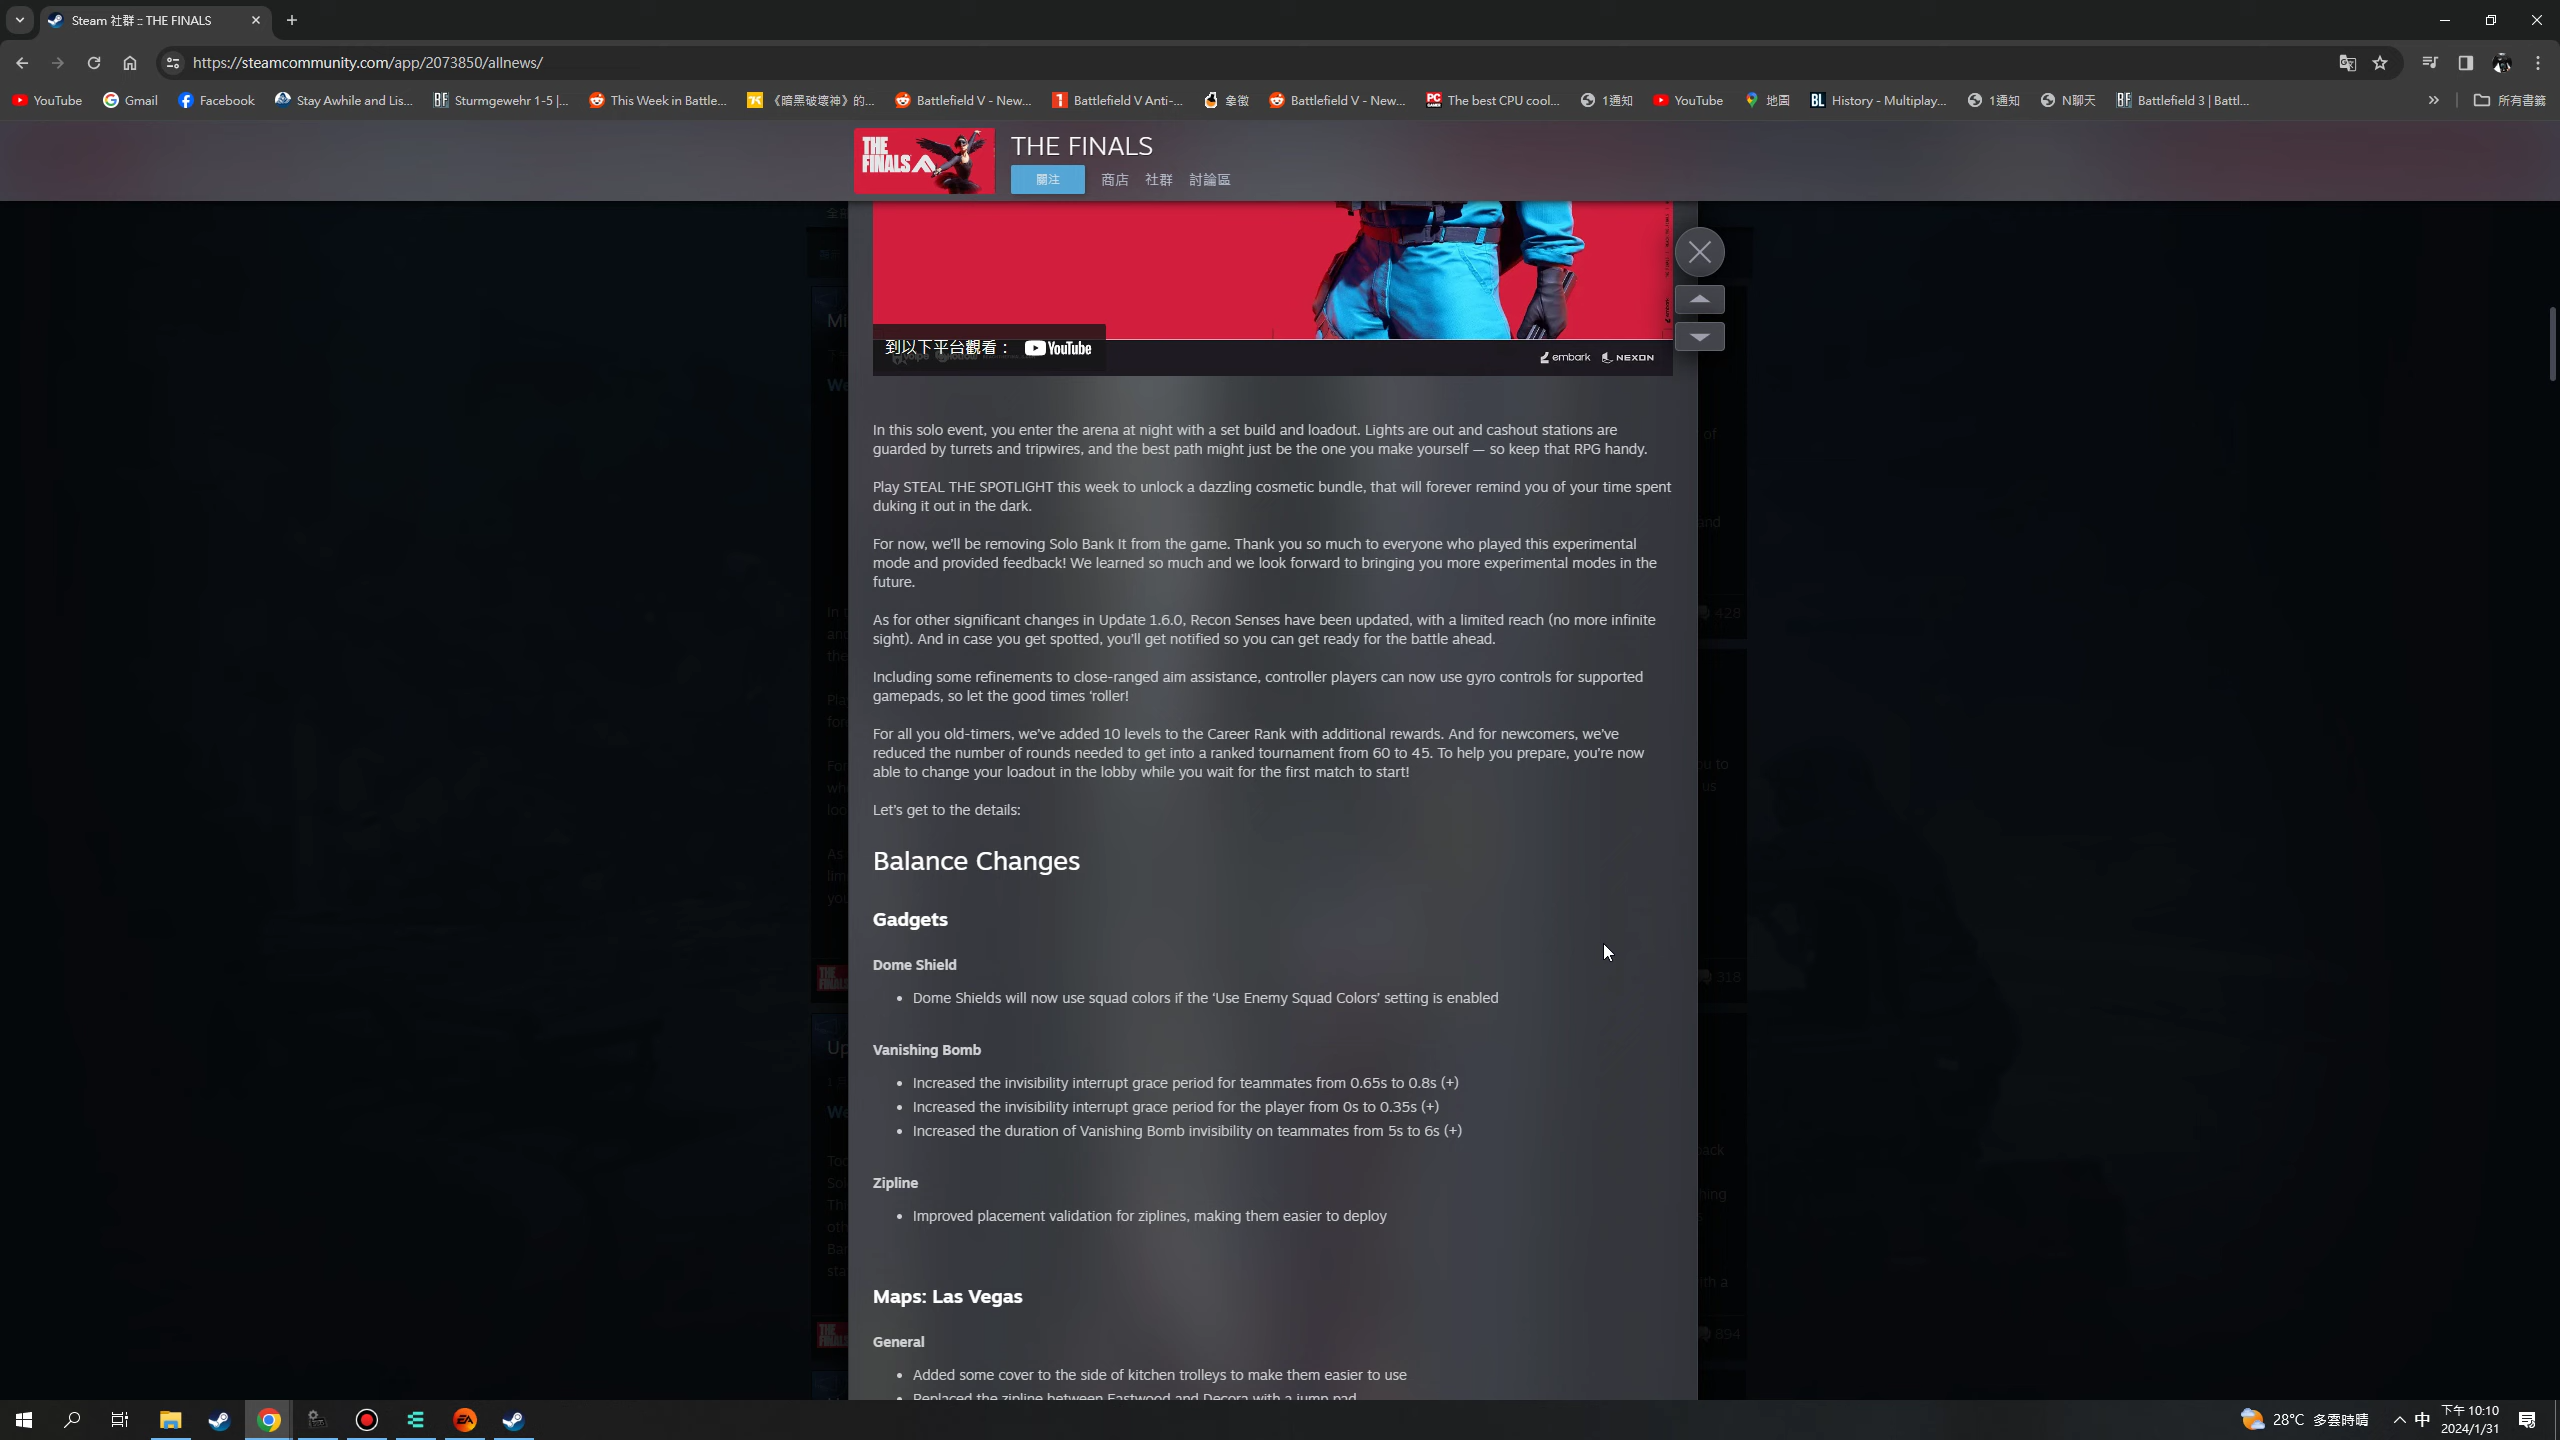 Steam 社群 :: THE FINALS
https://steamcommunity.com/app/2073850/allnews/
YouTube
Gmail
Facebook
Stay Awhile and Lis...
Sturmgewehr 1-5 |...
This Week in Battle...
《暗黑破壞神》的...
Battlefield V - New...
Battlefield V Anti-...
象徵
Battlefield V - New...
The best CPU cool...
1通知
YouTube
地圖
History - Multiplay...
1通知
N聊天
Battlefield 3 | Battl...
所有書籤
THE FINALS
THE FINALS
關注
商店
社群
討論區
到以下平台觀看：
YouTube
embark
NEXON
In this solo event, you enter the arena at night with a set build and loadout. Lights are out and cashout stations are
guarded by turrets and tripwires, and the best path might just be the one you make yourself — so keep that RPG handy.
Play STEAL THE SPOTLIGHT this week to unlock a dazzling cosmetic bundle, that will forever remind you of your time spent
duking it out in the dark.
For now, we'll be removing Solo Bank It from the game. Thank you so much to everyone who played this experimental
mode and provided feedback! We learned so much and we look forward to bringing you more experimental modes in the
future.
As for other significant changes in Update 1.6.0, Recon Senses have been updated, with a limited reach (no more infinite
sight). And in case you get spotted, you'll get notified so you can get ready for the battle ahead.
Including some refinements to close-ranged aim assistance, controller players can now use gyro controls for supported
gamepads, so let the good times 'roller!
For all you old-timers, we've added 10 levels to the Career Rank with additional rewards. And for newcomers, we've
reduced the number of rounds needed to get into a ranked tournament from 60 to 45. To help you prepare, you're now
able to change your loadout in the lobby while you wait for the first match to start!
Let's get to the details:
Balance Changes
Gadgets
Dome Shield
• Dome Shields will now use squad colors if the 'Use Enemy Squad Colors' setting is enabled
Vanishing Bomb
• Increased the invisibility interrupt grace period for teammates from 0.65s to 0.8s (+)
• Increased the invisibility interrupt grace period for the player from 0s to 0.35s (+)
• Increased the duration of Vanishing Bomb invisibility on teammates from 5s to 6s (+)
Zipline
• Improved placement validation for ziplines, making them easier to deploy
Maps: Las Vegas
General
• Added some cover to the side of kitchen trolleys to make them easier to use
• Replaced the zipline between Eastwood and Decora with a jump pad
428
318
894
28°C 多雲時晴
中
下午 10:10
2024/1/31